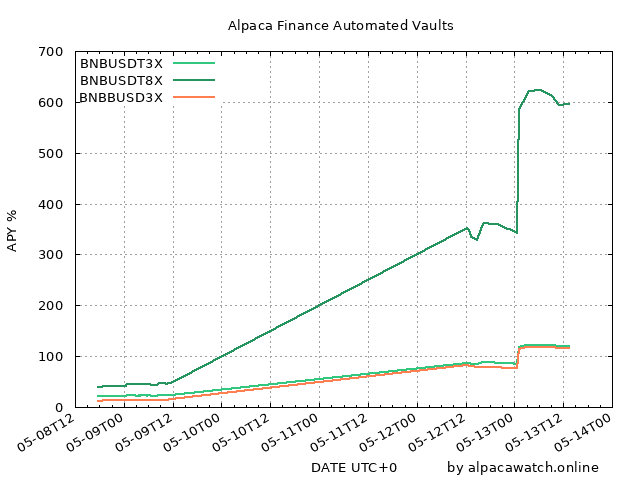 Alpaca Finance Automated Vaults
BNBUSDT3X
BNBUSDT8X
BNBBUSD3X
APY %
700
600
500
400
300
200
100
0
05-08T12
05-09T00
05-09T12
05-10T00
05-10T12
05-11T00
05-11T12
05-12T00
05-12T12
05-13T00
05-13T12
05-14T00
DATE UTC+0
by alpacawatch.online